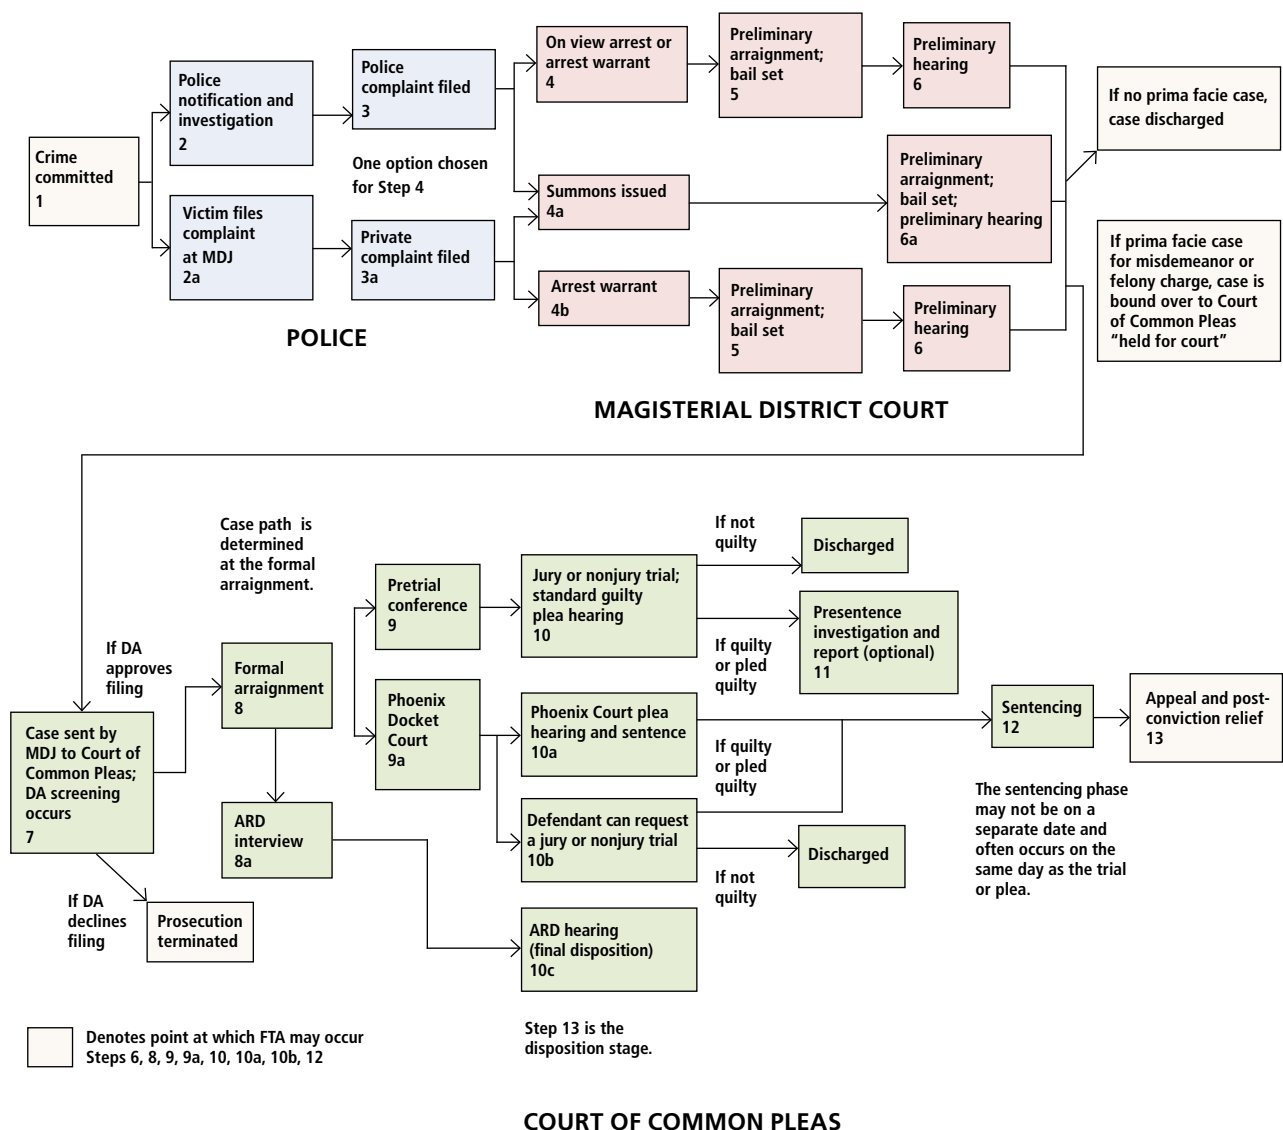 Crime
committed
1
Police
notification and
investigation
2
Victim files
complaint
at MDJ
2a
Police
complaint filed
3
One option chosen
for Step 4
Private
complaint filed
3a
POLICE
On view arrest or
arrest warrant
4
Summons issued
4a
Arrest warrant
4b
Preliminary
arraignment;
bail set
5
Preliminary
hearing
6
Preliminary
arraignment;
bail set;
preliminary hearing
6a
Preliminary
arraignment;
bail set
5
Preliminary
hearing
6
If no prima facie case,
case discharged
If prima facie case
for misdemeanor or
felony charge, case is
bound over to Court
of Common Pleas
“held for court”
MAGISTERIAL DISTRICT COURT
Case sent by
MDJ to Court of
Common Pleas;
DA screening
occurs
7
If DA
approves
filing
If DA
declines
filing
Prosecution
terminated
Case path is
determined
at the formal
arraignment.
Formal
arraignment
8
ARD
interview
8a
Pretrial
conference
9
Phoenix
Docket
Court
9a
Jury or nonjury trial;
standard guilty
plea hearing
10
Phoenix Court plea
hearing and sentence
10a
Defendant can request
a jury or nonjury trial
10b
ARD hearing
(final disposition)
10c
Step 13 is the
disposition stage.
If not
quilty
Discharged
If quilty
or pled
quilty
Presentence
investigation and
report (optional)
11
If quilty
or pled
quilty
If not
quilty
Discharged
Sentencing
12
The sentencing phase
may not be on a
separate date and
often occurs on the
same day as the trial
or plea.
Appeal and post-
conviction relief
13
Denotes point at which FTA may occur
Steps 6, 8, 9, 9a, 10, 10a, 10b, 12
COURT OF COMMON PLEAS